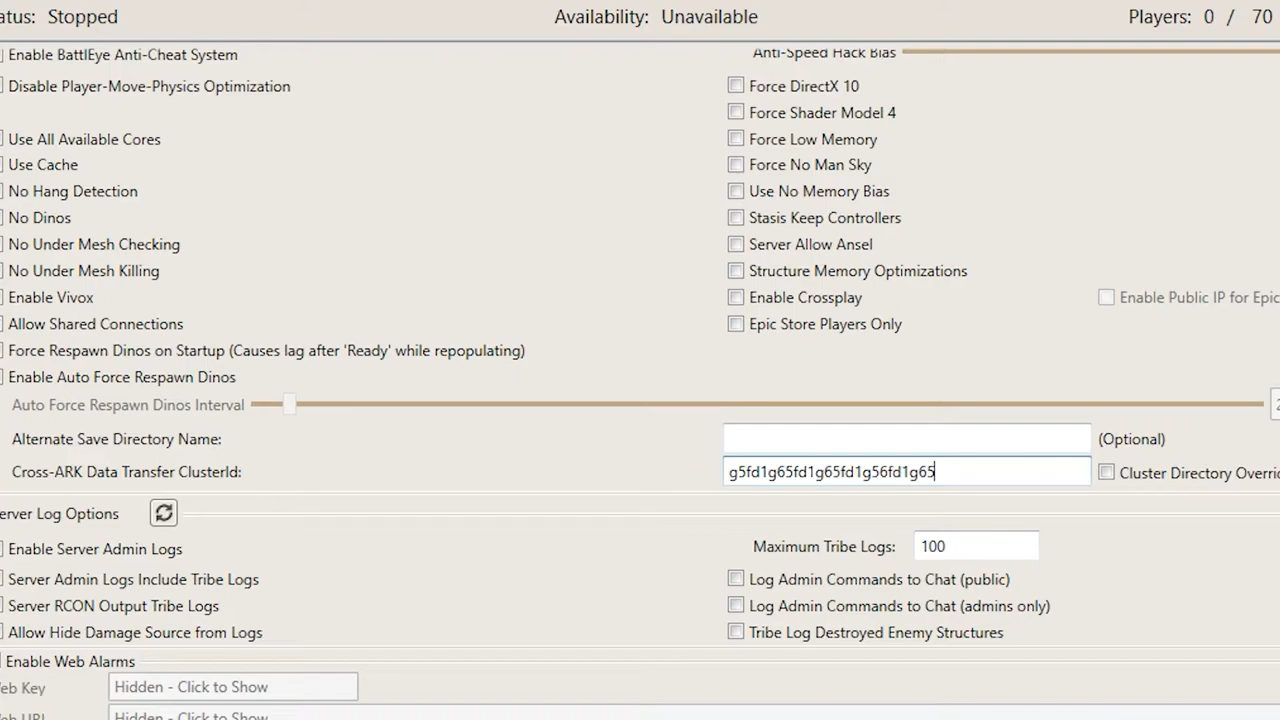 atus: Stopped Availability: Unavailable Players: 0 / 70
Enable BattlEye Anti-Cheat System Anti-Speed Hack Bias
Disable Player-Move-Physics Optimization Force DirectX 10
Force Shader Model 4
Use All Available Cores Force Low Memory
Use Cache Force No Man Sky
No Hang Detection Use No Memory Bias
No Dinos Stasis Keep Controllers
No Under Mesh Checking Server Allow Ansel
No Under Mesh Killing Structure Memory Optimizations
Enable Vivox Enable Crossplay Enable Public IP for Epic
Allow Shared Connections Epic Store Players Only
Force Respawn Dinos on Startup (Causes lag after 'Ready' while repopulating)
Enable Auto Force Respawn Dinos
Auto Force Respawn Dinos Interval
Alternate Save Directory Name: (Optional)
Cross-ARK Data Transfer ClusterId: g5fd1g65fd1g65fd1g56fd1g65 Cluster Directory Overri
erver Log Options
Enable Server Admin Logs Maximum Tribe Logs: 100
Server Admin Logs Include Tribe Logs Log Admin Commands to Chat (public)
Server RCON Output Tribe Logs Log Admin Commands to Chat (admins only)
Allow Hide Damage Source from Logs Tribe Log Destroyed Enemy Structures
Enable Web Alarms
eb Key Hidden - Click to Show
eb URL Hidden - Click to Show